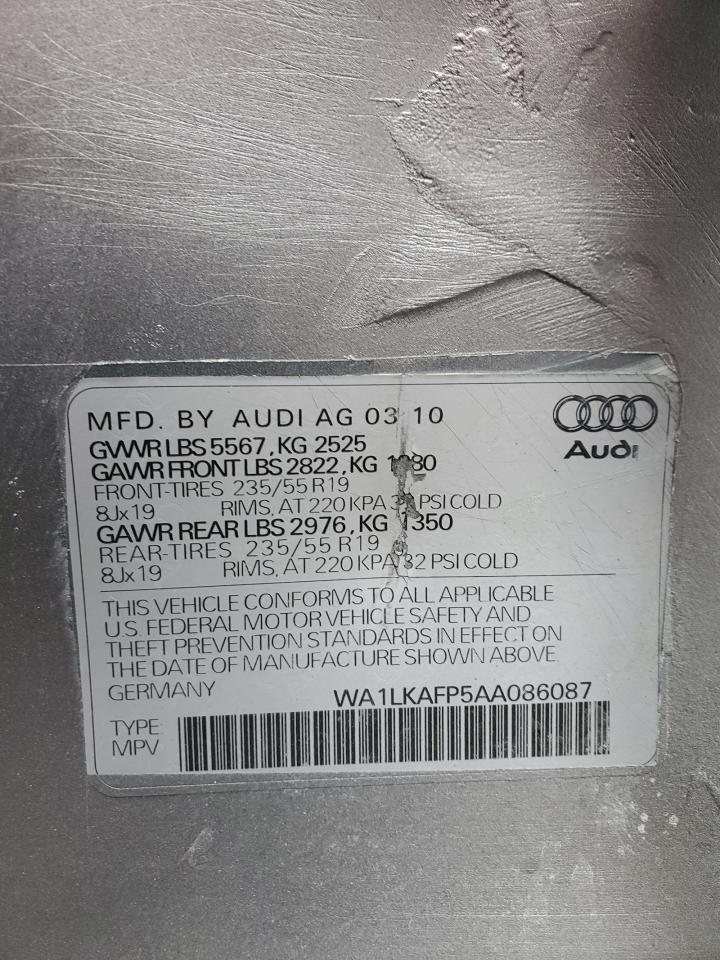 MFD. BY AUDI AG 03 10
Audi
GVWR LBS 5567, KG 2525
GAWR FRONT LBS 2822, KG
FRONT-TIRES 235/55 R19
8Jx19 RIMS, AT 220 KPA PSI COLD
GAWR REAR LBS 2976, KG 1350
REAR-TIRES 235/55 R19
8Jx19 RIMS, AT 220 KPA 32 PSI COLD
THIS VEHICLE CONFORMS TO ALL APPLICABLE
U.S. FEDERAL MOTOR VEHICLE SAFETY AND
THEFT PREVENTION STANDARDS IN EFFECT ON
THE DATE OF MANUFACTURE SHOWN ABOVE.
GERMANY WA1LKAFP5AA086087
TYPE:
MPV